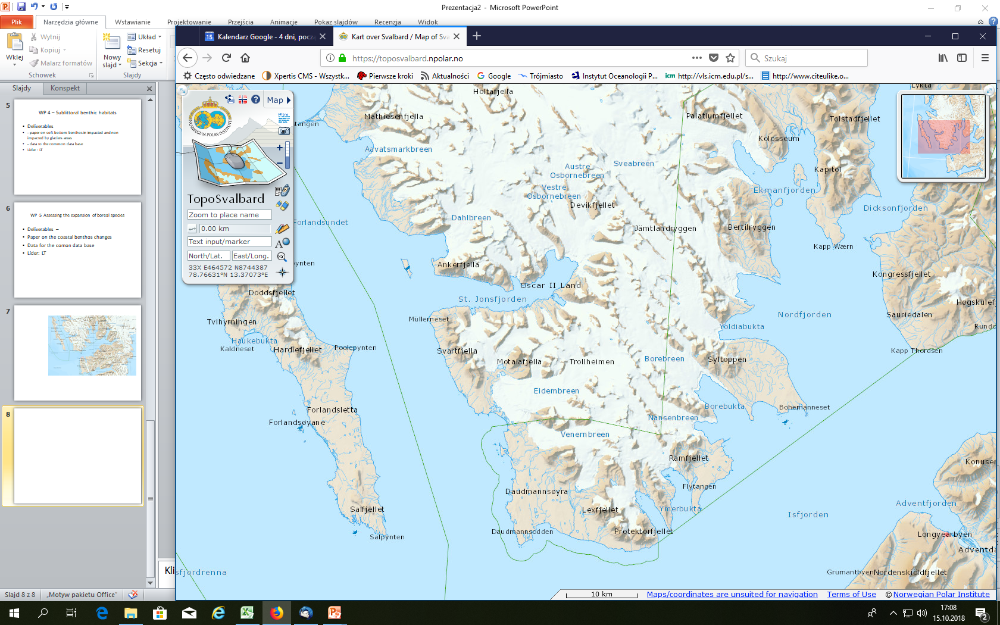 Prezentacja2 - Microsoft PowerPoint
Plik
Narzędzia główne
Wstawianie
Projektowanie
Przejścia
Animacje
Pokaz slajdów
Recenzja
Widok
Wklej
Wytnij
Kopiuj
Malarz formatów
Schowek
Nowy
slajd
Układ
Resetuj
Sekcja
Slajdy
Slajdy
Konspekt
5
WP 4 – Sublittoral benthic habitats
• Deliverables
• - paper on soft bottom benthos in impacted and non
impacted by glaciers areas
• - data to the common data base
• Lider : LT
6
WP 5 Assessing the expansion of boreal species
• Deliverables –
• Paper on the coastal benthos changes
• Data for the comon data base
• Lider: LT
7
8
Kli
Slajd 8 z 8
„Motyw pakietu Office”
15
Kalendarz Google - 4 dni, począ
Kart over Svalbard / Map of Sva
https://toposvalbard.npolar.no
Szukaj
Często odwiedzane
Xpertis CMS - Wszystk...
Pierwsze kroki
Aktualności
Google
Trójmiasto
Instytut Oceanologii P...
icm
http://vls.icm.edu.pl/s...
http://www.citeulike.o...
NORWEGIAN POLAR INSTITUTE
Map
TopoSvalbard
Zoom to place name
0.00 km
Text input/marker
North/Lat.
East/Long.
33X E464572 N8744387
78.76631°N 13.37073°E
Holtafjella
Lykta
Mathiesenfjella
Palatiumfjellet
Tolstadfjellet
tangen
Kolosseum
Aavatsmarkbreen
Austre
Osbornebreen
Sveabreen
Kapitol
Vestre
Osbornebreen
Ekmanfjorden
Devikfjellet
Dicksonfjorden
Forlandsundet
Dahlbreen
Jämtlandryggen
Bertilryggen
Kapp Wærn
ynten
Ankerfjella
Kongressfjellet
Oscar II Land
Doddsfjellet
St. Jonsfjorden
Høgskulefj
Nordfjorden
Sauriedalen
Müllerneset
Tvihyrningen
Yoldiabukta
Rundo
Haukebukta
Kaldneset
Hardiefjellet
Poolepynten
Svartfjella
Kapp Thordsen
Motalafjella
Trollheimen
Borebreen
Syltoppen
Eidembreen
Forlandsletta
Borebukta
Bohemanneset
Forlandsøyane
Nansenbreen
Venernbreen
Ramfjellet
Konuser
Flytangen
Daudmannsøyra
Salfjellet
Lexfjellet
Ymerbukta
Adventfjorden
Isfjorden
Daudmannsodden
Protektorfjellet
Salpynten
Longyearbyen
Adventda
sfjordrenna
Grumantbyen
Nordenskiöldfjellet
10 km
Maps/coordinates are unsuited for navigation
Terms of Use
© Norwegian Polar Institute
17:08
15.10.2018
2